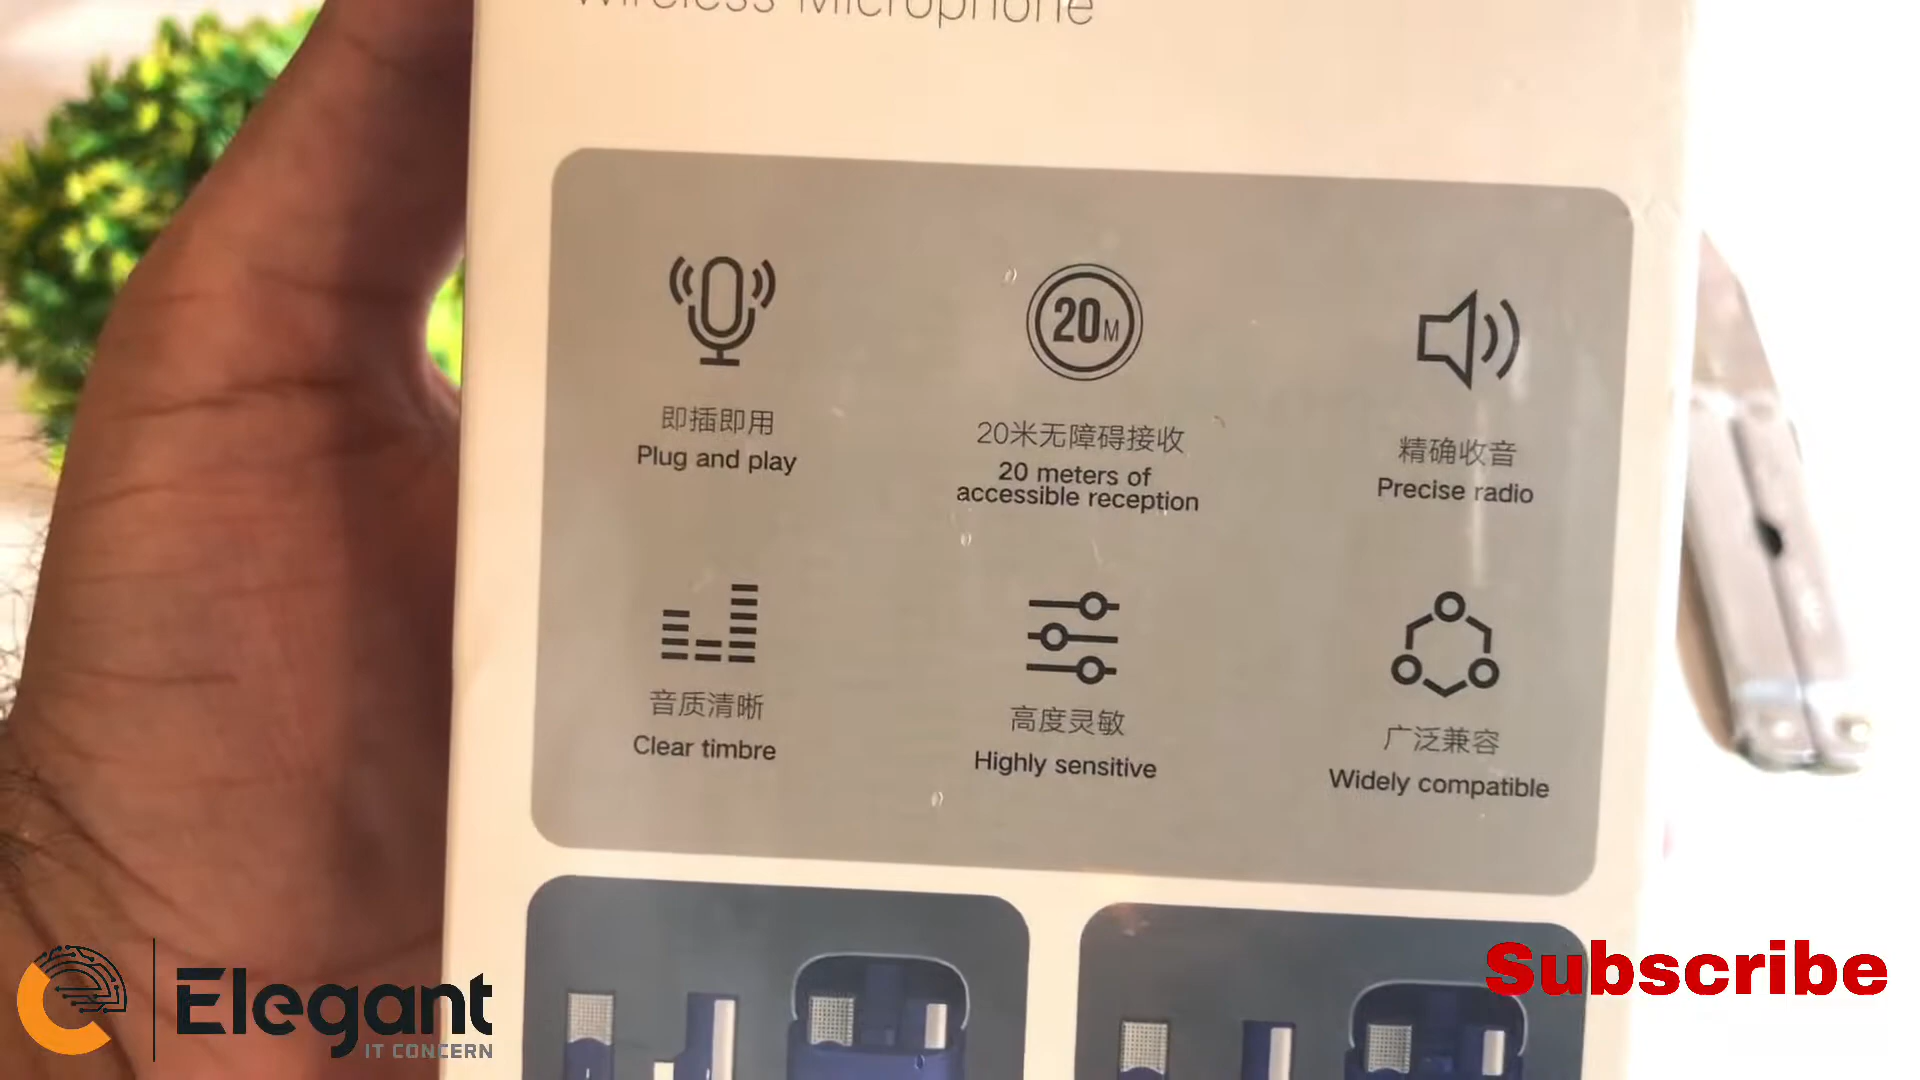 Wireless Microphone
20M
即插即用
Plug and play
20米无障碍接收
20 meters of
accessible reception
精确收音
Precise radio
音质清晰
Clear timbre
高度灵敏
Highly sensitive
广泛兼容
Widely compatible
Elegant
IT CONCERN
Subscribe